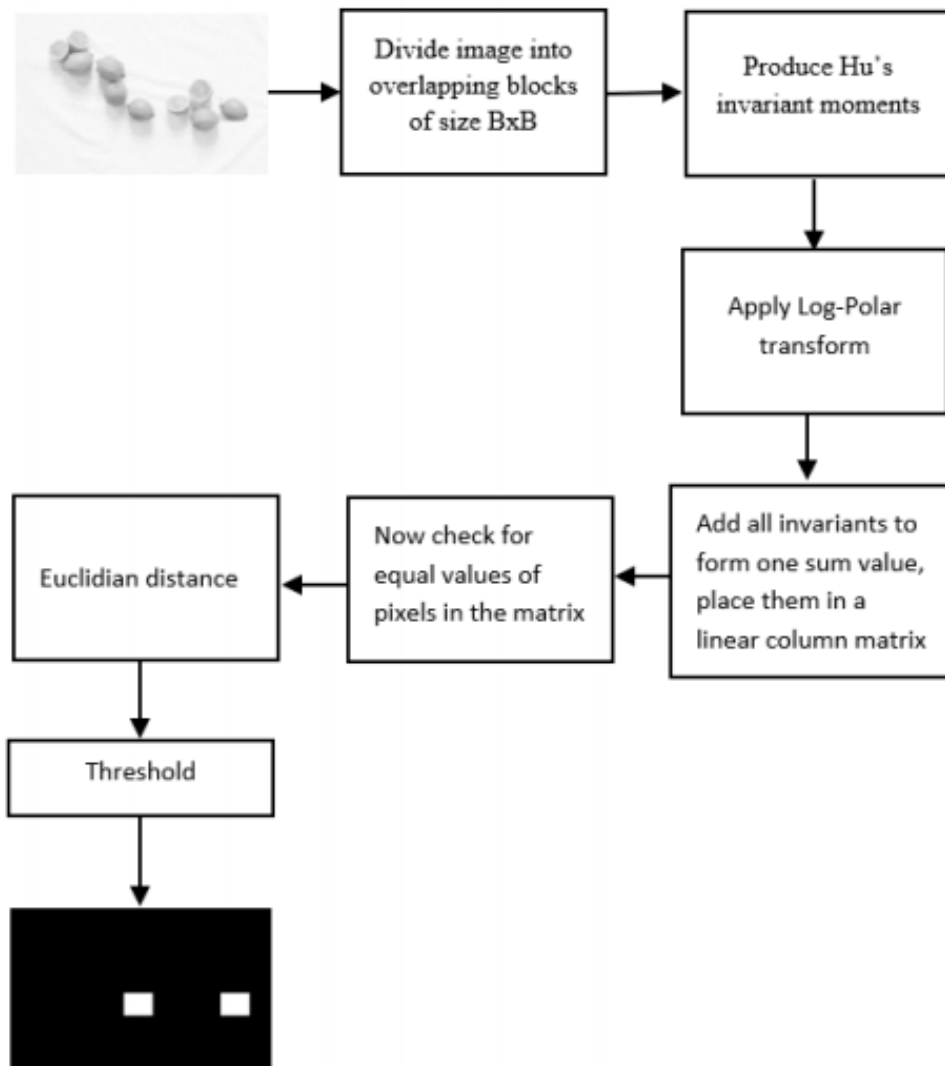 Divide image into
overlapping blocks
of size BxB
Produce Hu's
invariant moments
Apply Log-Polar
transform
Add all invariants to
form one sum value,
place them in a
linear column matrix
Now check for
equal values of
pixels in the matrix
Euclidian distance
Threshold